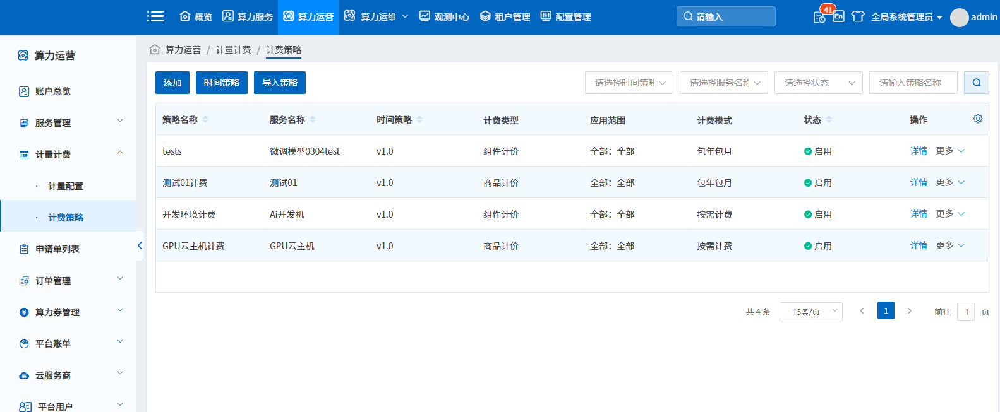 概览 算力服务 算力运营 算力运维 观测中心 租户管理 配置管理 请输入 41 En 全局系统管理员 admin
算力运营
账户总览
服务管理
计量计费
· 计量配置
· 计费策略
申请单列表
订单管理
算力券管理
平台账单
云服务商
平台用户
算力运营 / 计量计费 / 计费策略
添加 时间策略 导入策略 请选择时间策略 请选择服务名称 请选择状态 请输入策略名称
策略名称 服务名称 时间策略 计费类型 应用范围 计费模式 状态 操作
tests 微调模型0304test v1.0 组件计价 全部：全部 包年包月 启用 详情 更多
测试01计费 测试01 v1.0 商品计价 全部：全部 包年包月 启用 详情 更多
开发环境计费 Ai开发机 v1.0 组件计价 全部：全部 按需计费 启用 详情 更多
GPU云主机计费 GPU云主机 v1.0 商品计价 全部：全部 按需计费 启用 详情 更多
共 4 条 15条/页 1 前往 1 页